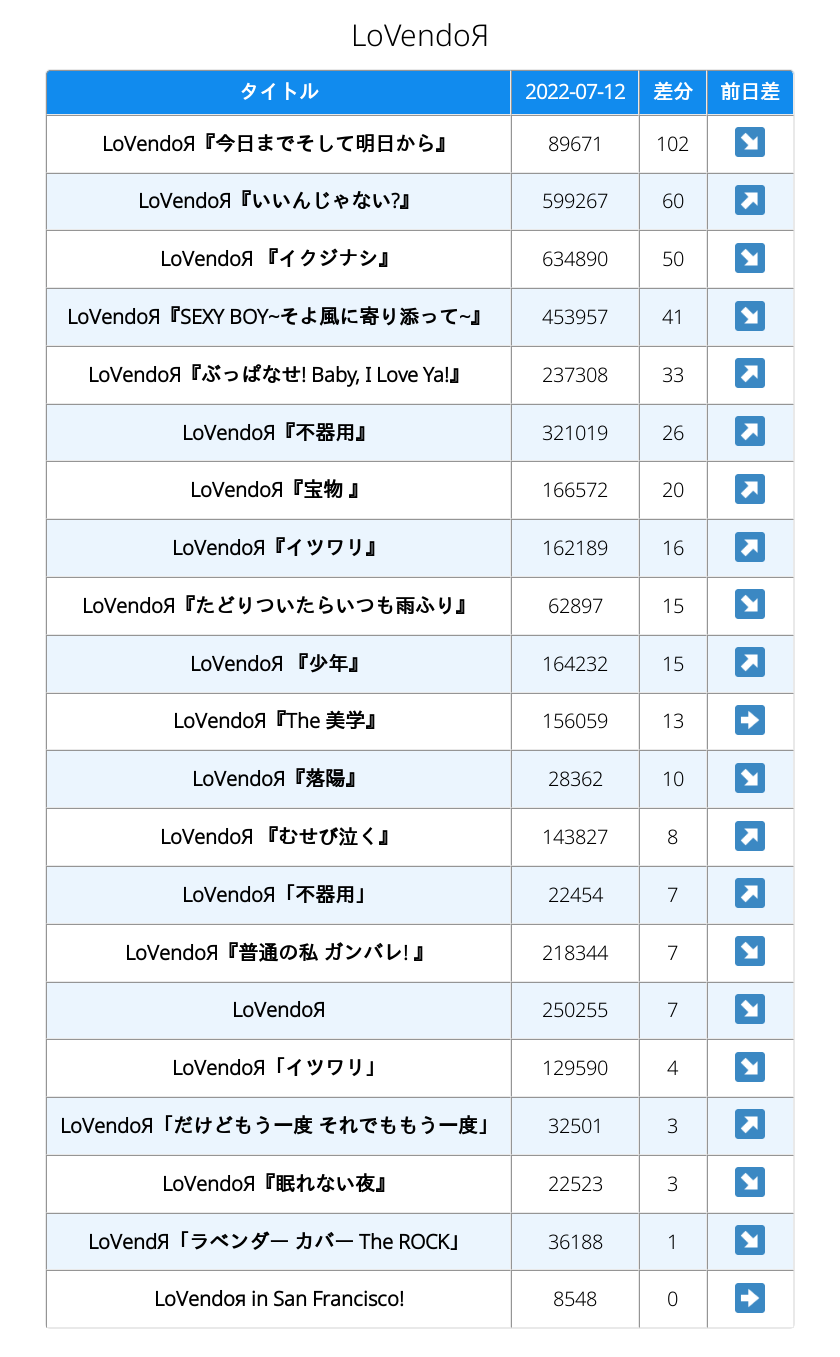 LoVendoЯ
タイトル 2022-07-12 差分 前日差
LoVendoЯ『今日までそして明日から』 89671 102 ↘
LoVendoЯ『いいんじゃない?』 599267 60 ↗
LoVendoЯ 『イクジナシ』 634890 50 ↘
LoVendoЯ『SEXY BOY~そよ風に寄り添って~』 453957 41 ↘
LoVendoЯ『ぶっぱなせ! Baby, I Love Ya!』 237308 33 ↗
LoVendoЯ『不器用』 321019 26 ↗
LoVendoЯ『宝物 』 166572 20 ↗
LoVendoЯ『イツワリ』 162189 16 ↗
LoVendoЯ『たどりついたらいつも雨ふり』 62897 15 ↘
LoVendoЯ 『少年』 164232 15 ↗
LoVendoЯ『The 美学』 156059 13 ➡
LoVendoЯ『落陽』 28362 10 ↘
LoVendoЯ 『むせび泣く』 143827 8 ↗
LoVendoЯ「不器用」 22454 7 ↗
LoVendoЯ『普通の私 ガンバレ! 』 218344 7 ↘
LoVendoЯ 250255 7 ↘
LoVendoЯ「イツワリ」 129590 4 ↘
LoVendoЯ「だけどもう一度 それでももう一度」 32501 3 ↗
LoVendoЯ『眠れない夜』 22523 3 ↘
LoVendЯ「ラベンダー カバー The ROCK」 36188 1 ↘
LoVendoя in San Francisco! 8548 0 ➡